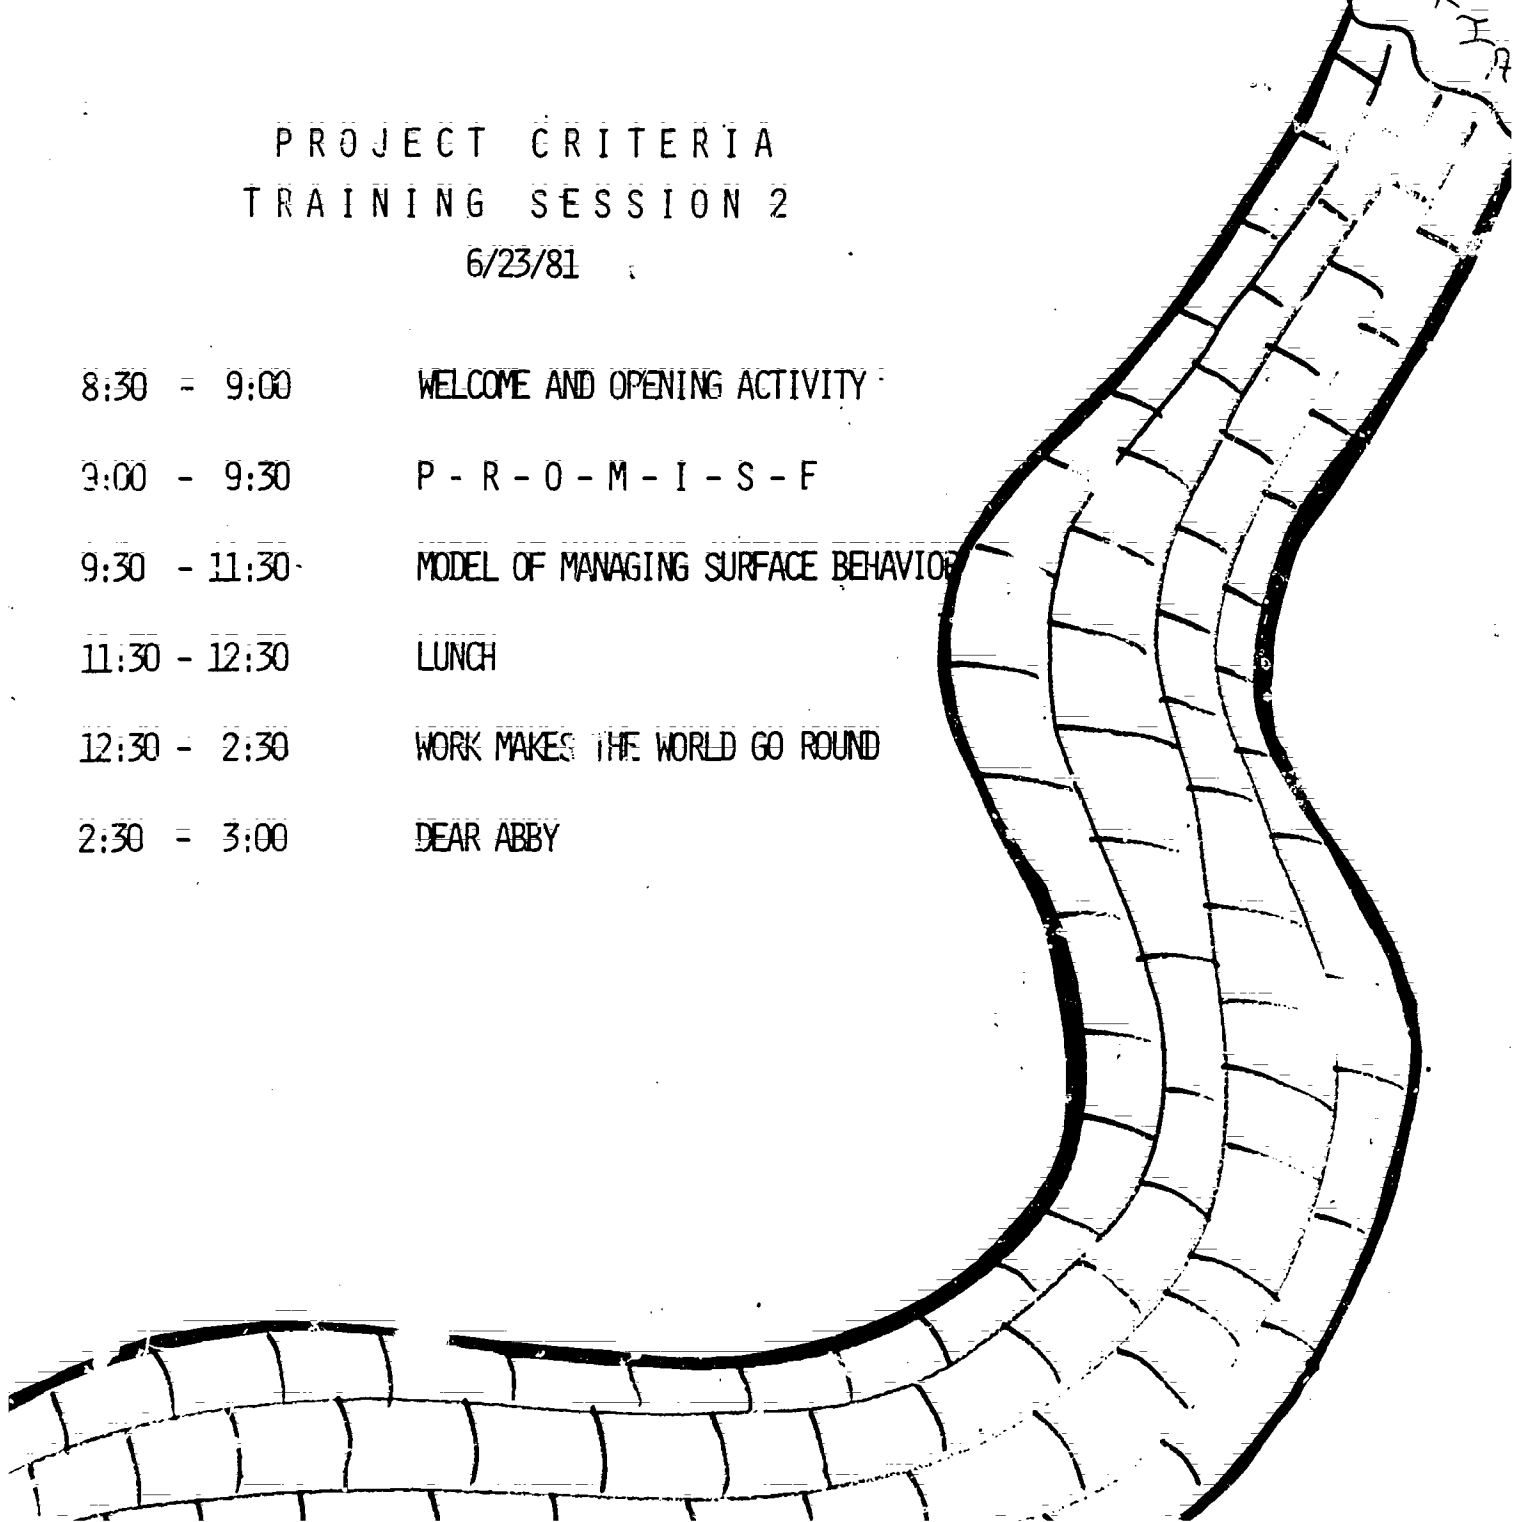 PROJECT CRITERIA
TRAINING SESSION 2
6/23/81
8:30 - 9:00 WELCOME AND OPENING ACTIVITY
9:00 - 9:30 P - R - O - M - I - S - E
9:30 - 11:30 MODEL OF MANAGING SURFACE BEHAVIOR
11:30 - 12:30 LUNCH
12:30 - 2:30 WORK MAKES THE WORLD GO ROUND
2:30 - 3:00 DEAR ABBY